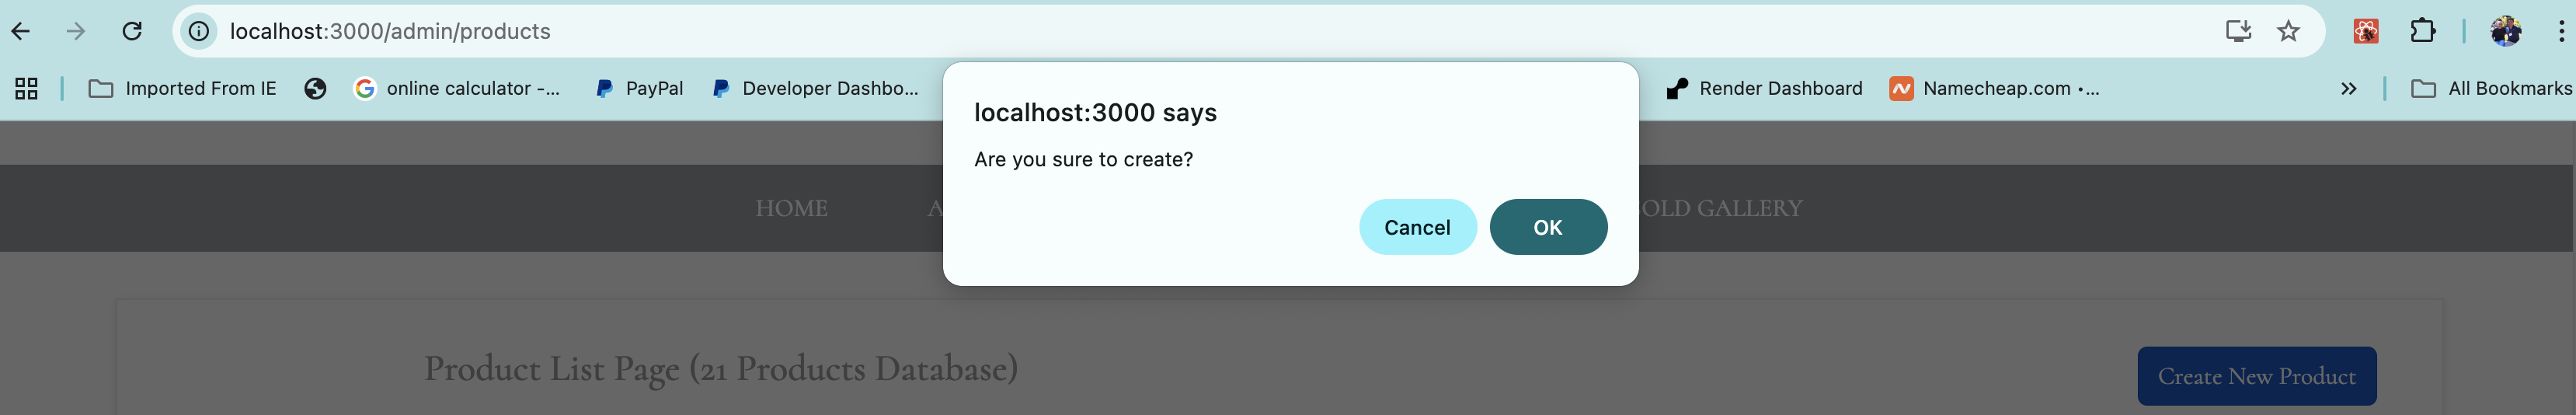 localhost:3000/admin/products
Imported From IE
online calculator -...
PayPal
Developer Dashbo...
Render Dashboard
Namecheap.com •...
All Bookmarks
localhost:3000 says
Are you sure to create?
Cancel
OK
HOME
OLD GALLERY
Product List Page (21 Products Database)
Create New Product